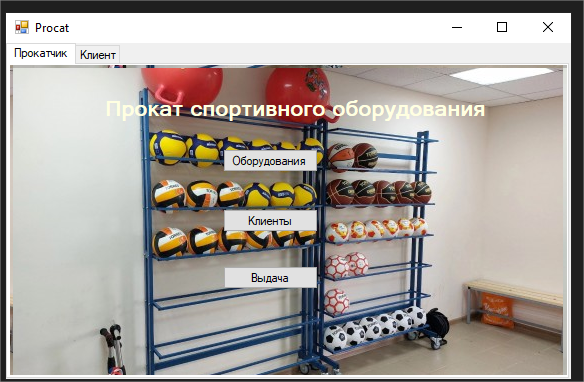 Procat
Прокатчик
Клиент
Прокат спортивного оборудования
Оборудования
Клиенты
Выдача